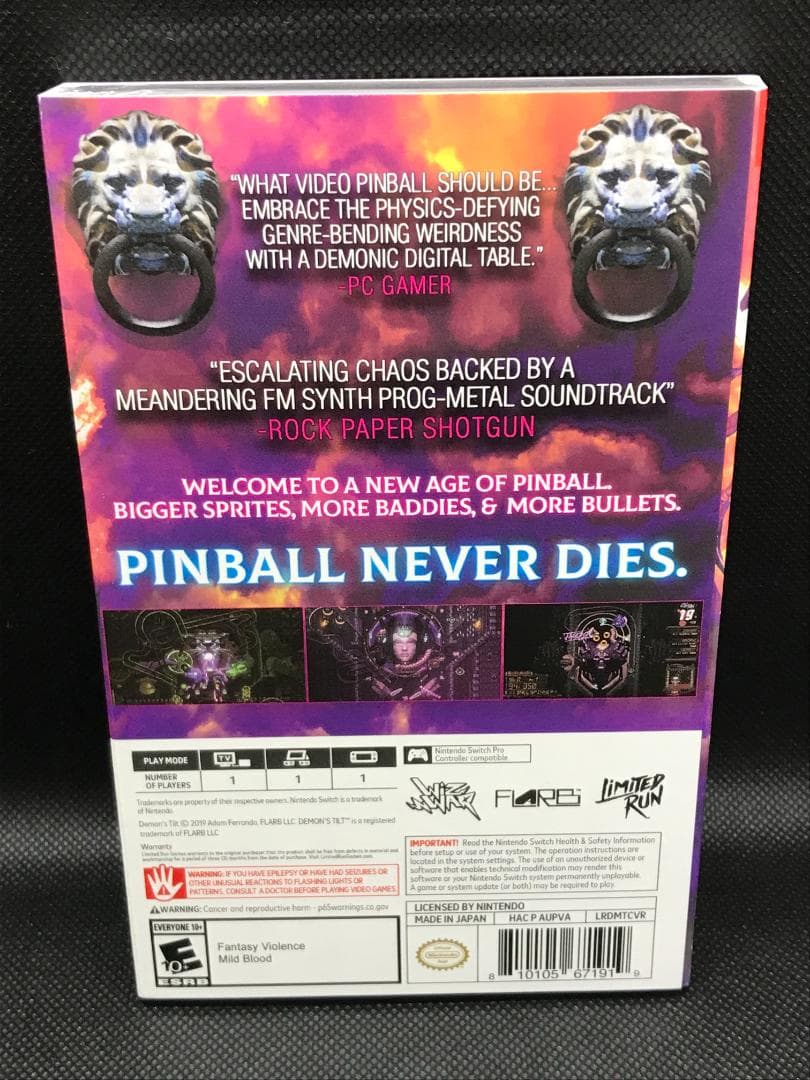 “WHAT VIDEO PINBALL SHOULD BE...
EMBRACE THE PHYSICS-DEFYING
GENRE-BENDING WEIRDNESS
WITH A DEMONIC DIGITAL TABLE.”
-PC GAMER
“ESCALATING CHAOS BACKED BY A
MEANDERING FM SYNTH PROG-METAL SOUNDTRACK”
-ROCK PAPER SHOTGUN
WELCOME TO A NEW AGE OF PINBALL.
BIGGER SPRITES, MORE BADDIES, & MORE BULLETS.
PINBALL NEVER DIES.
PLAY MODE
TV
NUMBER
OF PLAYERS
1
1
1
Nintendo Switch Pro
Controller compatible
Trademarks are property of their respective owners. Nintendo Switch is a trademark
of Nintendo.
Demon's Tilt © 2019 Adam Ferrando, FLARB LLC. DEMON'S TILT™ is a registered
trademark of FLARB LLC
WIZ
WAR
FLARB
LIMITED
RUN
Warranty
WARNING: IF YOU HAVE EPILEPSY OR HAVE HAD SEIZURES OR
OTHER UNUSUAL REACTIONS TO FLASHING LIGHTS OR
PATTERNS, CONSULT A DOCTOR BEFORE PLAYING VIDEO GAMES.
WARNING: Cancer and reproductive harm - p65warnings.ca.gov
IMPORTANT! Read the Nintendo Switch Health & Safety Information
before setup or use of your system. The operation instructions are
located in the system settings. The use of an unauthorized device or
software that enables technical modification may render this
software or your Nintendo Switch system permanently unplayable.
A game or system update (or both) may be required to play.
EVERYONE 10+
E
10+
ESRB
Fantasy Violence
Mild Blood
LICENSED BY NINTENDO
MADE IN JAPAN
HAC P AUPVA
LRDMTCVR
Nintendo
8 10105 67191 9